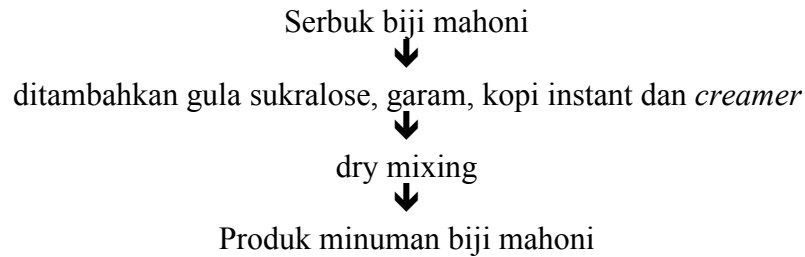 Serbuk biji mahoni
ditambahkan gula sukralose, garam, kopi instant dan creamer
dry mixing
Produk minuman biji mahoni